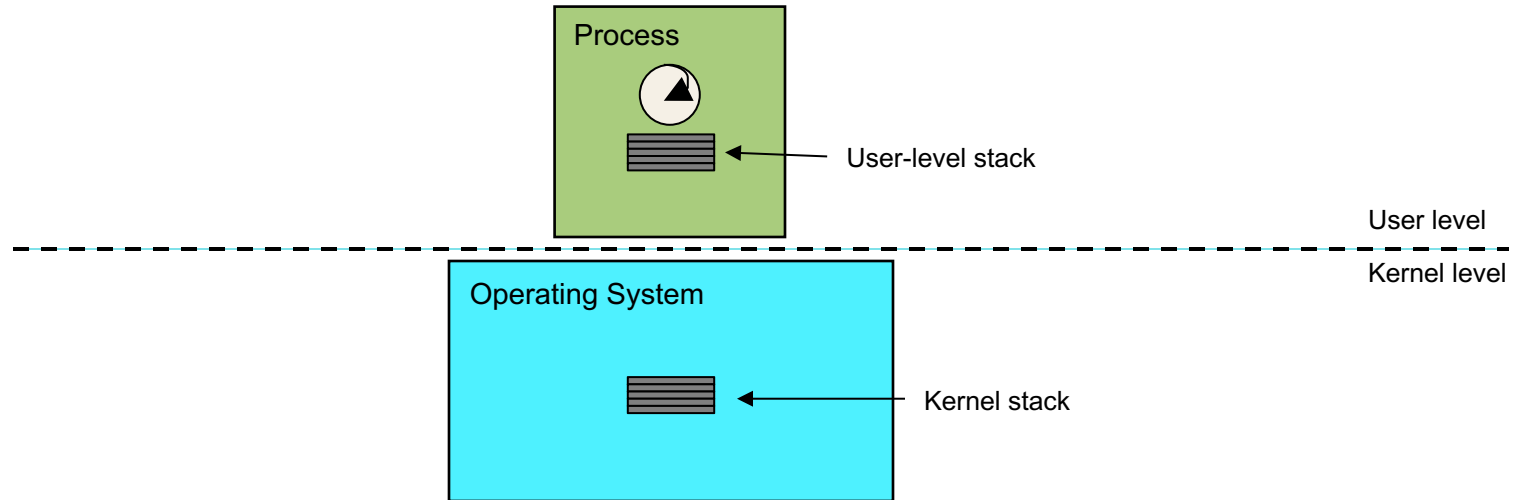 Process
User-level stack
User level
Kernel level
Operating System
Kernel stack